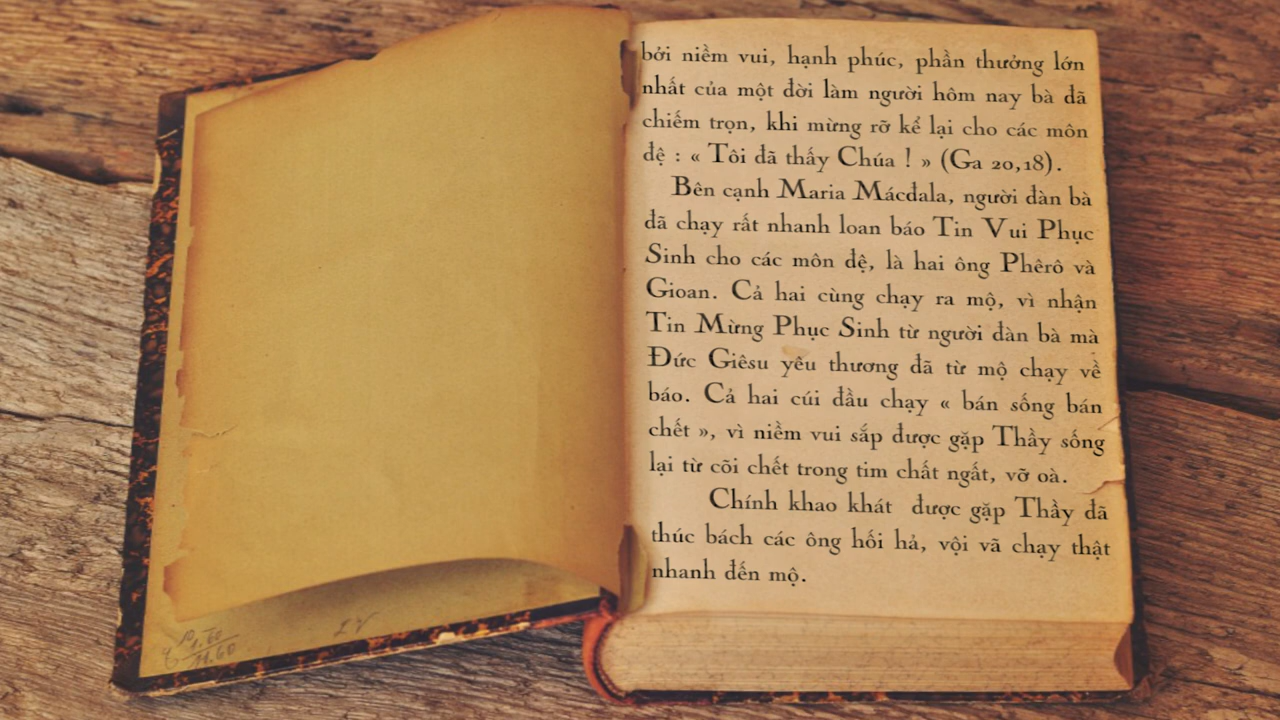 bởi niềm vui, hạnh phúc, phần thưởng lớn
nhất của một đời làm người hôm nay bà đã
chiếm trọn, khi mừng rỡ kể lại cho các môn
đệ : « Tôi đã thấy Chúa ! » (Ga 20,18).
Bên cạnh Maria Mácđala, người đàn bà
đã chạy rất nhanh loan báo Tin Vui Phục
Sinh cho các môn đệ, là hai ông Phêrô và
Gioan. Cả hai cùng chạy ra mộ, vì nhận
Tin Mừng Phục Sinh từ người đàn bà mà
Đức Giêsu yêu thương đã từ mộ chạy về
báo. Cả hai cúi đầu chạy « bán sống bán
chết », vì niềm vui sắp được gặp Thầy sống
lại từ cõi chết trong tim chất ngất, vỡ oà.
Chính khao khát được gặp Thầy đã
thúc bách các ông hối hả, vội vã chạy thật
nhanh đến mộ.